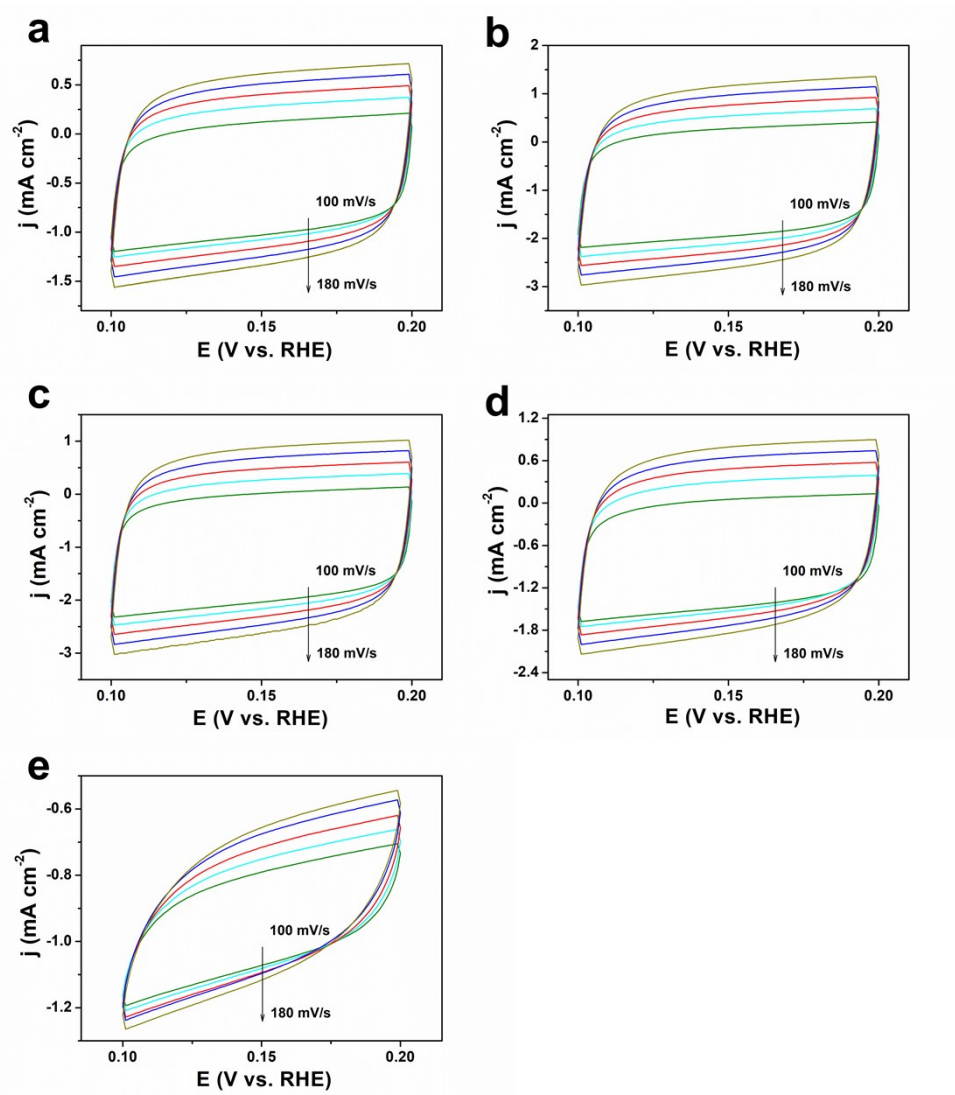 a
j (mA cm-2)
0.5
0.0
-0.5
-1.0
-1.5
100 mV/s
180 mV/s
0.10 0.15 0.20
E (V vs. RHE)
b
j (mA cm-2)
2
1
0
-1
-2
-3
100 mV/s
180 mV/s
0.10 0.15 0.20
E (V vs. RHE)
c
j (mA cm-2)
1
0
-1
-2
-3
100 mV/s
180 mV/s
0.10 0.15 0.20
E (V vs. RHE)
d
j (mA cm-2)
1.2
0.6
0.0
-0.6
-1.2
-1.8
-2.4
100 mV/s
180 mV/s
0.10 0.15 0.20
E (V vs. RHE)
e
j (mA cm-2)
-0.6
-0.8
-1.0
-1.2
100 mV/s
180 mV/s
0.10 0.15 0.20
E (V vs. RHE)